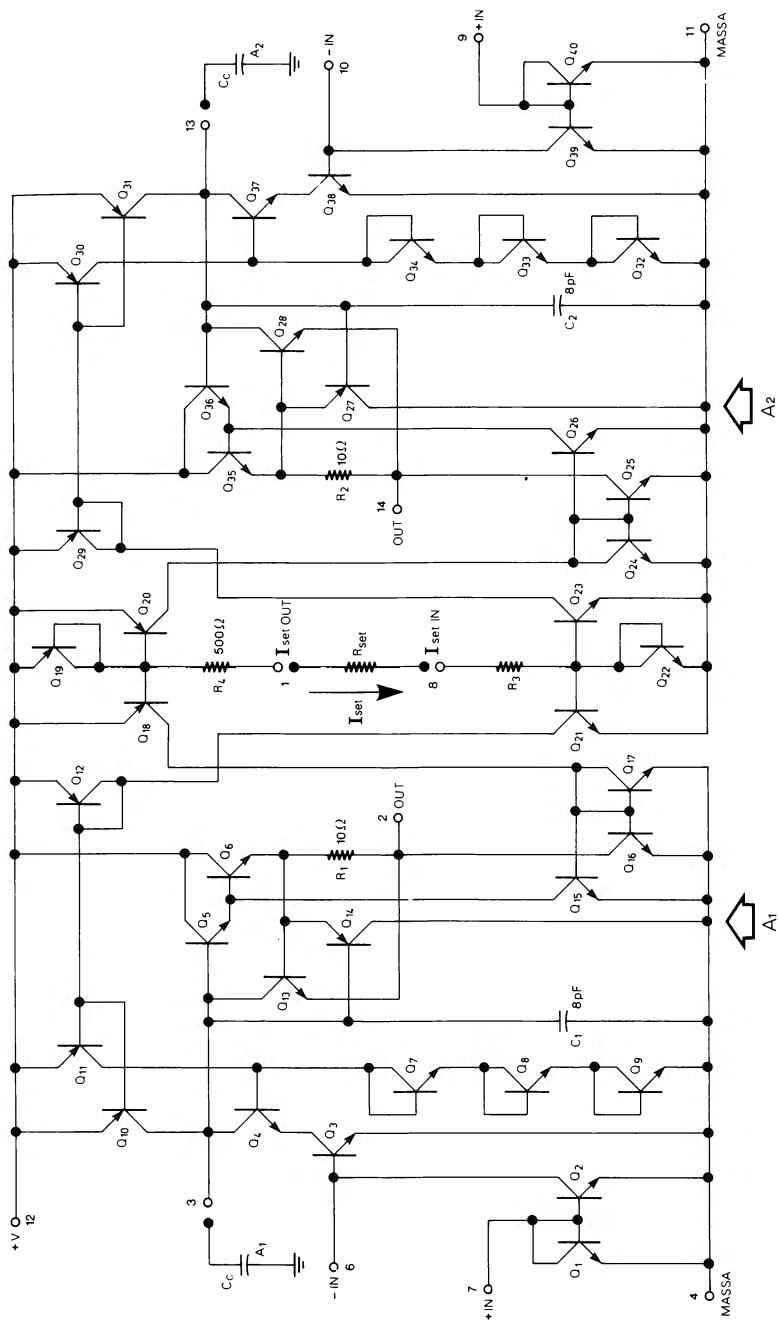 +V
12
Q19
Q12
Q29
Q30
Q31
Q11
Q10
Q18
Q20
R4
500Ω
Q5
Q6
Q36
Q35
1
I set OUT
Rset
I set
8
I set IN
R3
Q22
Q21
Q23
3
Cc
A1
13
Cc
A2
Q4
Q3
Q37
Q38
- IN
6
- IN
10
Q13
Q14
R1
10Ω
2
OUT
Q28
Q27
R2
10Ω
14
OUT
C1
8pF
C2
8pF
Q7
Q8
Q9
Q34
Q33
Q32
Q15
Q16
Q17
Q24
Q25
Q26
+IN
7
Q1
Q2
+IN
9
Q39
Q40
4
MASSA
11
MASSA
A1
A2